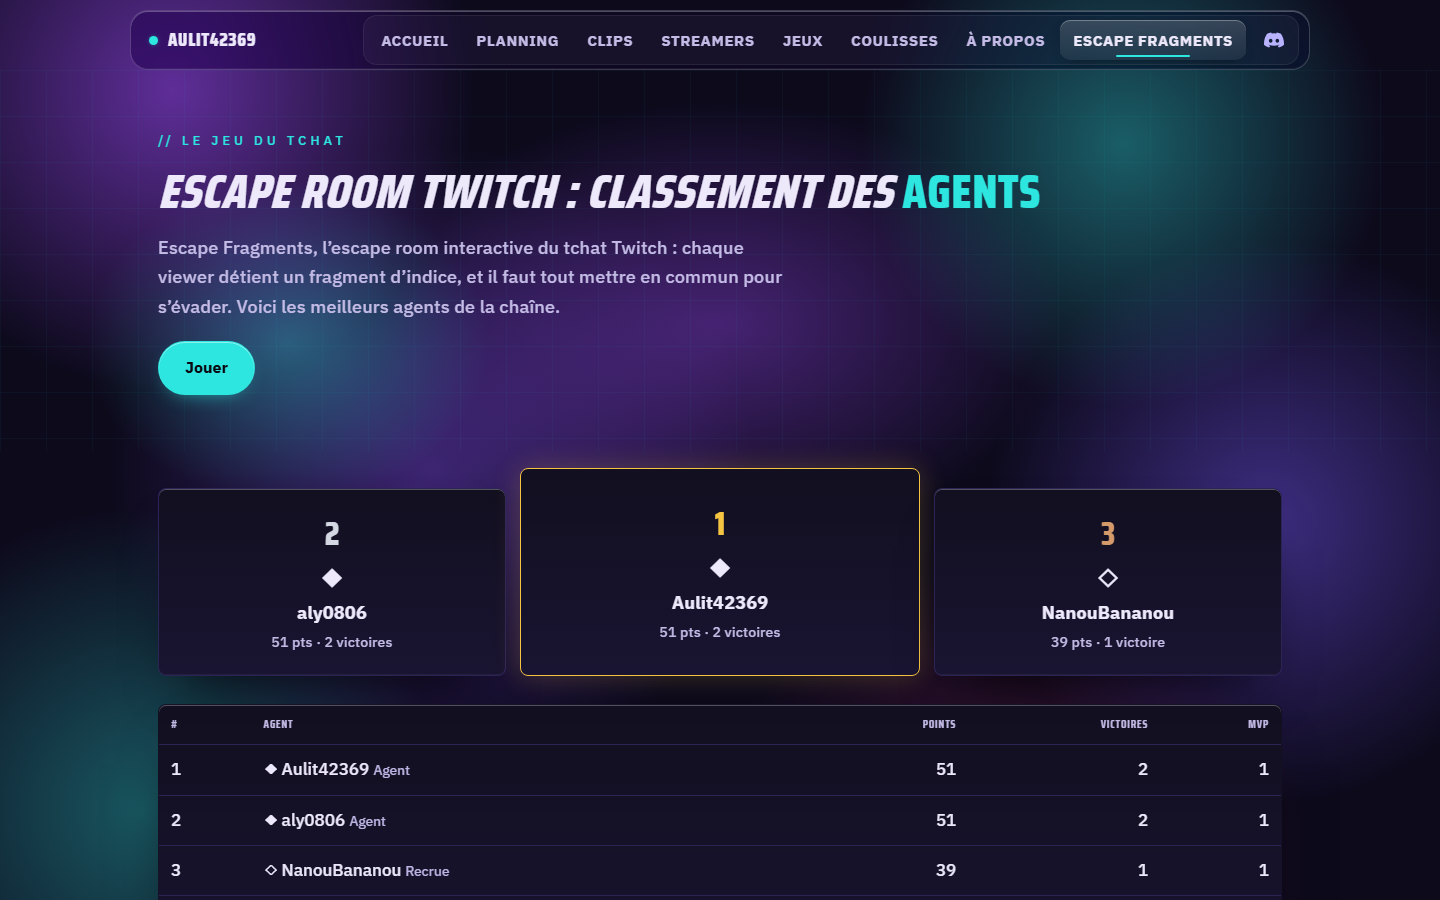 AULIT42369
ACCUEIL PLANNING CLIPS STREAMERS JEUX COULISSES À PROPOS ESCAPE FRAGMENTS
// LE JEU DU TCHAT
ESCAPE ROOM TWITCH : CLASSEMENT DES AGENTS
Escape Fragments, l’escape room interactive du tchat Twitch : chaque
viewer détient un fragment d’indice, et il faut tout mettre en commun pour
s’évader. Voici les meilleurs agents de la chaîne.
Jouer
2
aly0806
51 pts · 2 victoires
1
Aulit42369
51 pts · 2 victoires
3
NanouBananou
39 pts · 1 victoire
# AGENT POINTS VICTOIRES MVP
1 Aulit42369 Agent 51 2 1
2 aly0806 Agent 51 2 1
3 NanouBananou Recrue 39 1 1